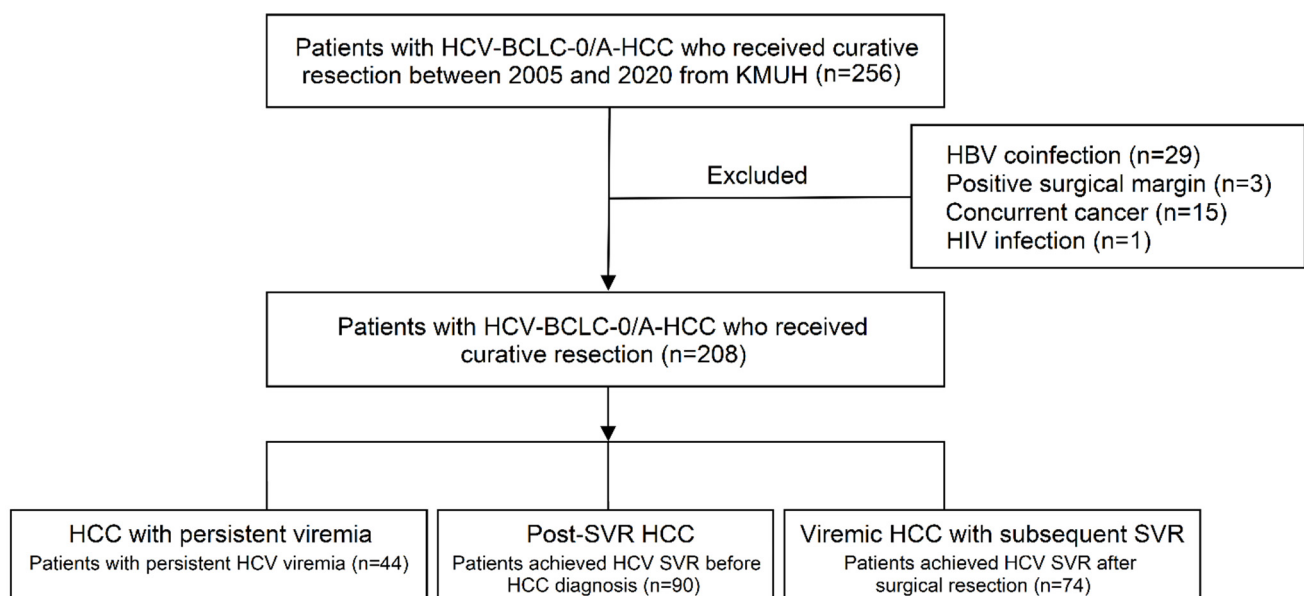 Patients with HCV-BCLC-0/A-HCC who received curative
resection between 2005 and 2020 from KMUH (n=256)
Excluded
HBV coinfection (n=29)
Positive surgical margin (n=3)
Concurrent cancer (n=15)
HIV infection (n=1)
Patients with HCV-BCLC-0/A-HCC who received
curative resection (n=208)
HCC with persistent viremia
Patients with persistent HCV viremia (n=44)
Post-SVR HCC
Patients achieved HCV SVR before
HCC diagnosis (n=90)
Viremic HCC with subsequent SVR
Patients achieved HCV SVR after
surgical resection (n=74)